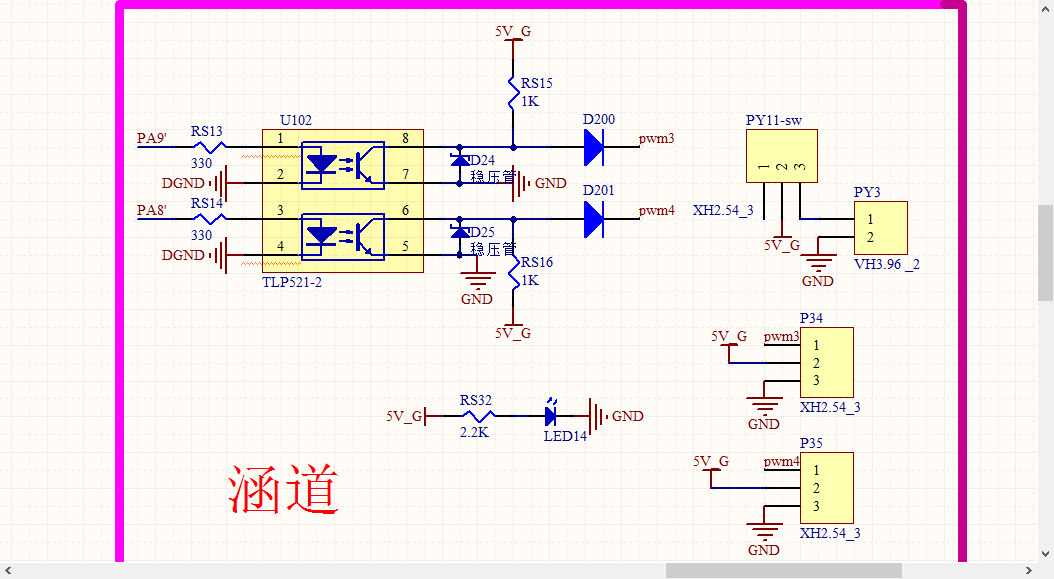 5V_G
RS15
1K
U102
D200
PY11-sw
PA9'
RS13
1
8
pwm3
330
D24
1 2 3
2
7
稳压管
DGND
GND
D201
PY3
PA8'
RS14
3
6
pwm4
XH2.54_3
1
330
D25
2
4
5
稳压管
5V_G
DGND
RS16
VH3.96 _2
TLP521-2
1K
GND
GND
5V_G
P34
5V_G
pwm3
1
2
3
RS32
XH2.54_3
5V_G
GND
GND
2.2K
LED14
P35
5V_G
pwm4
1
涵道
2
3
XH2.54_3
GND